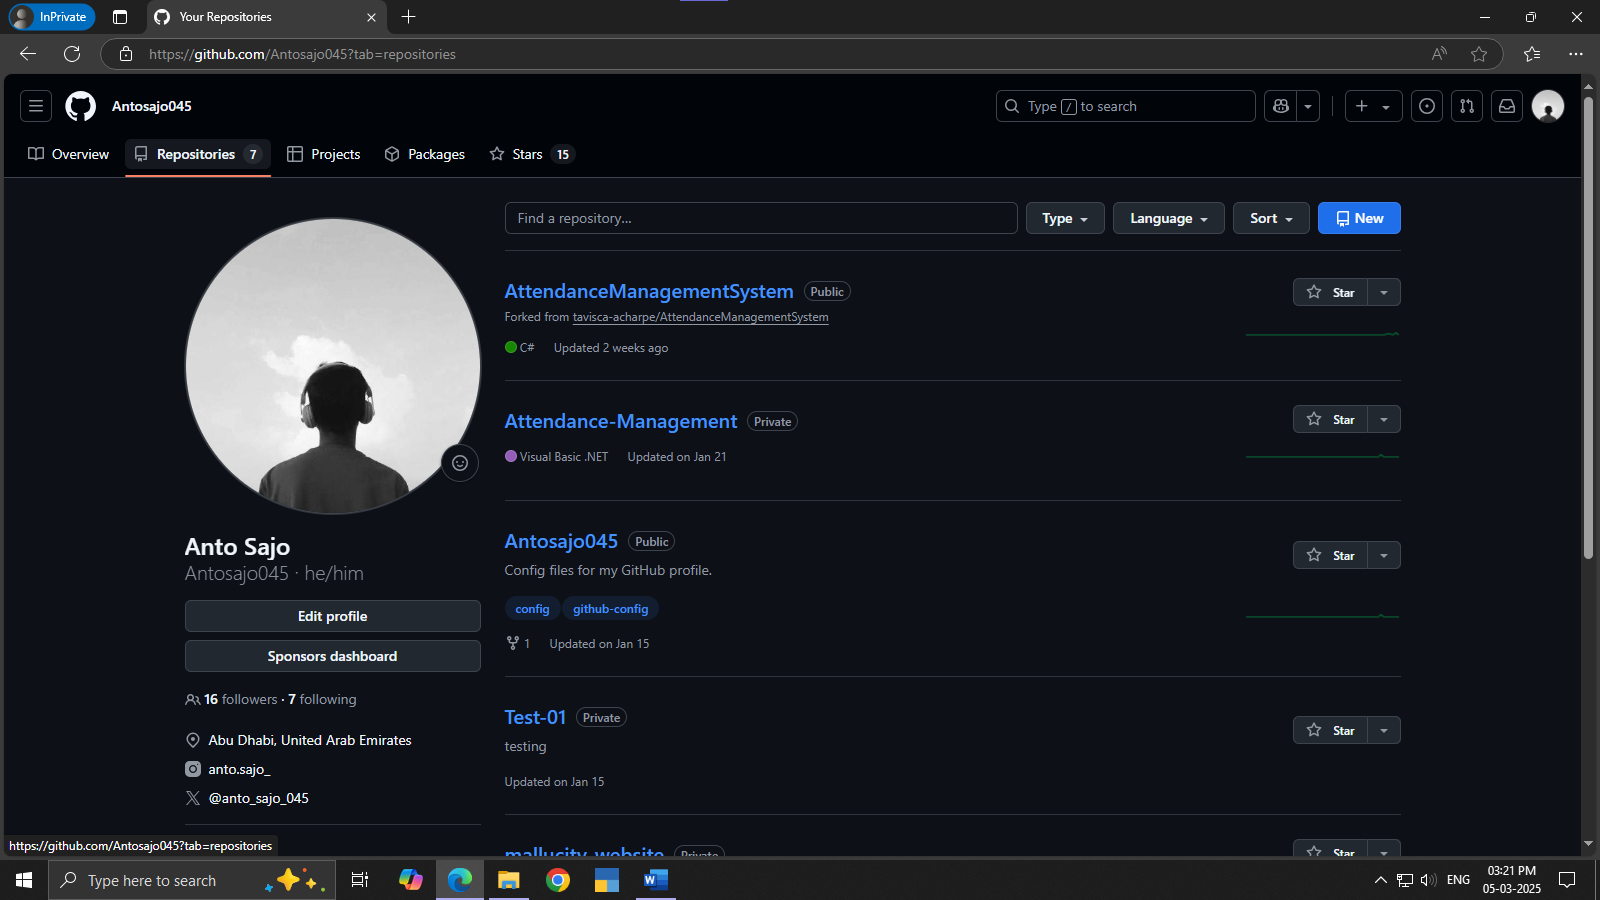 InPrivate
Your Repositories
https://github.com/Antosajo045?tab=repositories
Antosajo045
Type / to search
Overview
Repositories 7
Projects
Packages
Stars 15
Find a repository...
Type
Language
Sort
New
AttendanceManagementSystem Public
Forked from tavisca-acharpe/AttendanceManagementSystem
C# Updated 2 weeks ago
Star
Attendance-Management Private
Visual Basic .NET Updated on Jan 21
Star
Antosajo045 Public
Config files for my GitHub profile.
config github-config
1 Updated on Jan 15
Star
Test-01 Private
testing
Updated on Jan 15
Star
mallucity-website Private
Star
Anto Sajo
Antosajo045 · he/him
Edit profile
Sponsors dashboard
16 followers · 7 following
Abu Dhabi, United Arab Emirates
anto.sajo_
@anto_sajo_045
https://github.com/Antosajo045?tab=repositories
Type here to search
ENG
03:21 PM
05-03-2025